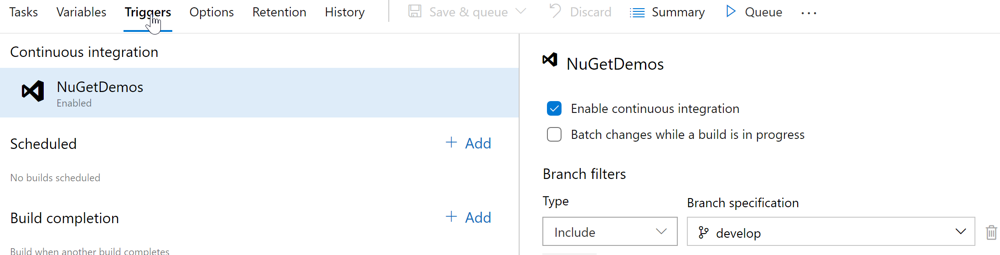 Tasks Variables Triggers Options Retention History Save & queue Discard Summary Queue ...
Continuous integration
NuGetDemos
Enabled
Scheduled + Add
No builds scheduled
Build completion + Add
Build when another build completes
NuGetDemos
Enable continuous integration
Batch changes while a build is in progress
Branch filters
Type Branch specification
Include develop